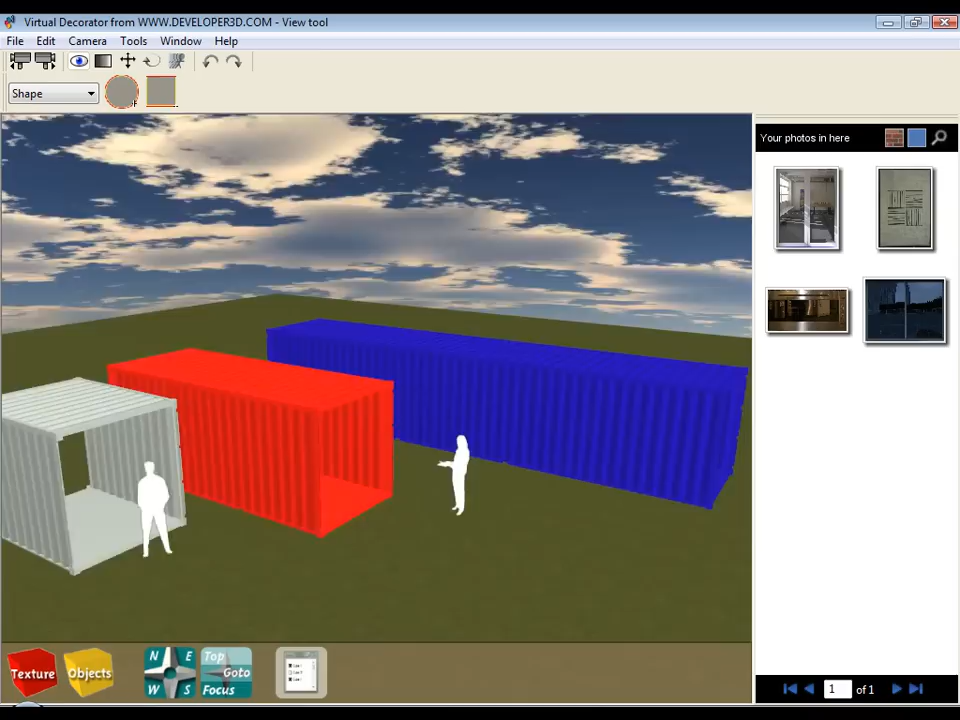 Virtual Decorator from WWW.DEVELOPER3D.COM - View tool
File Edit Camera Tools Window Help
Shape
Your photos in here
Texture
Objects
N E
W S
Top
Goto
Focus
1 of 1